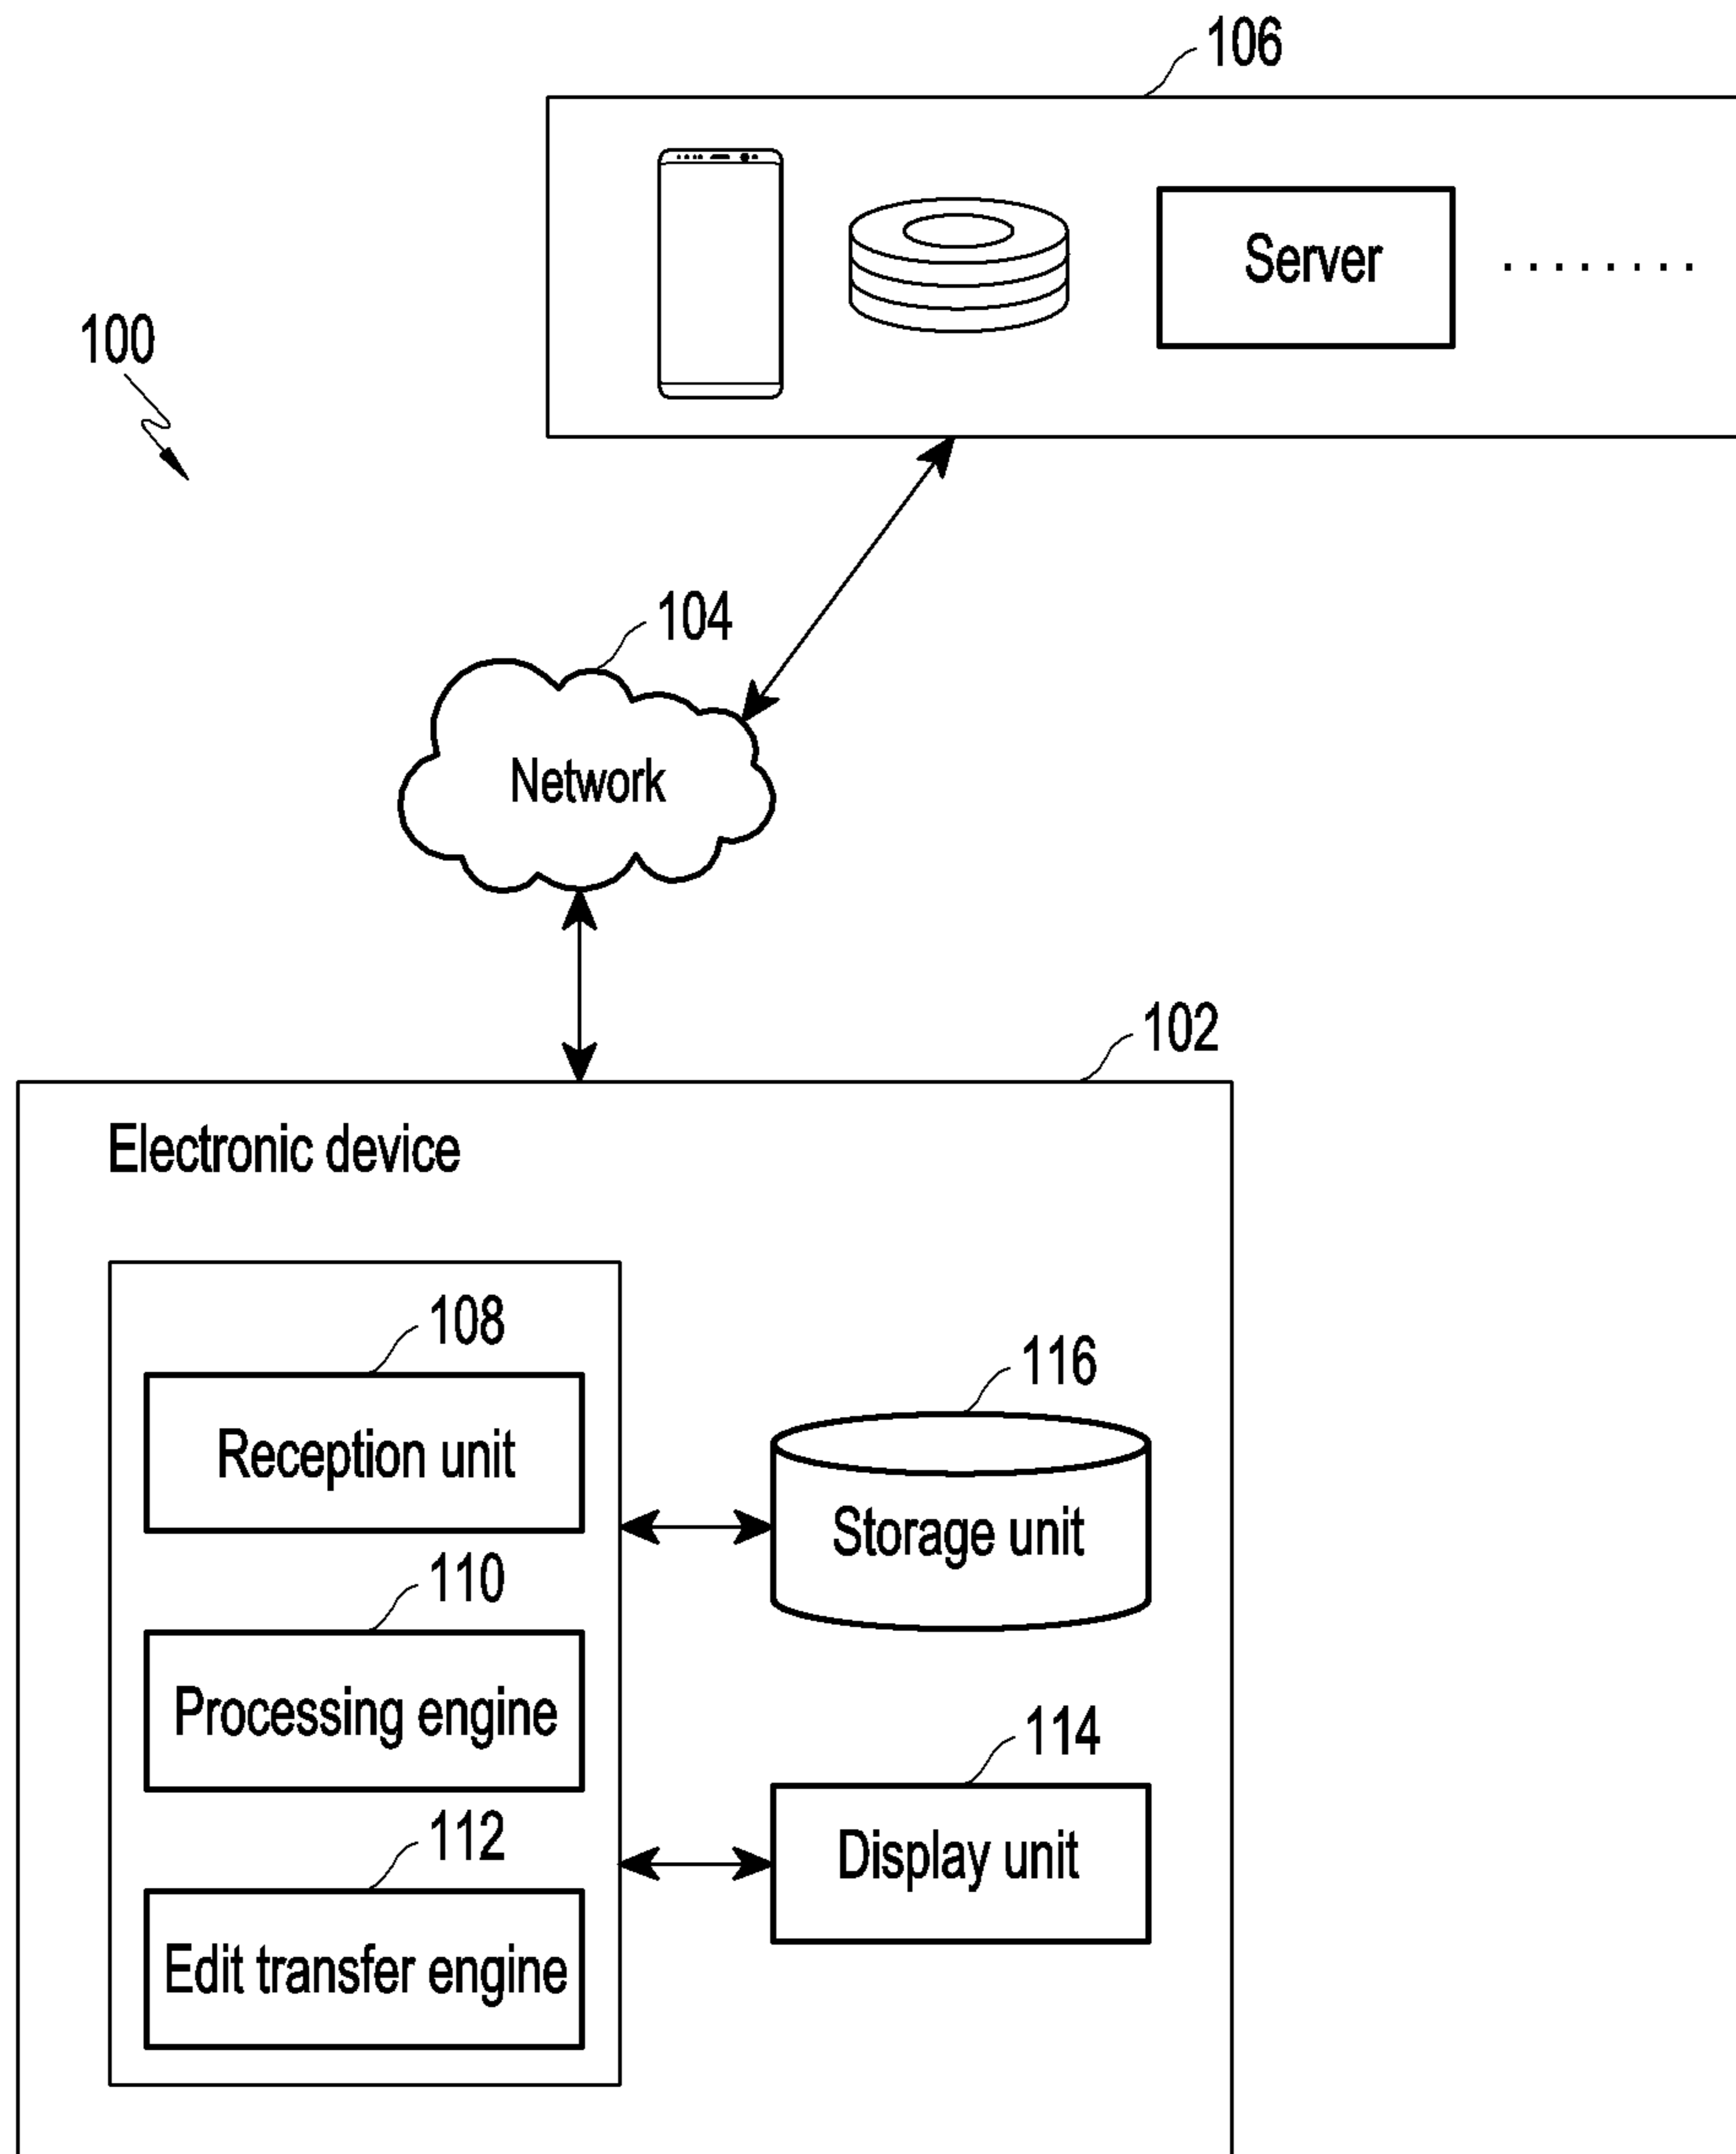 106
Server ........
100
104
Network
102
Electronic device
108
Reception unit
116
Storage unit
110
Processing engine
114
Display unit
112
Edit transfer engine